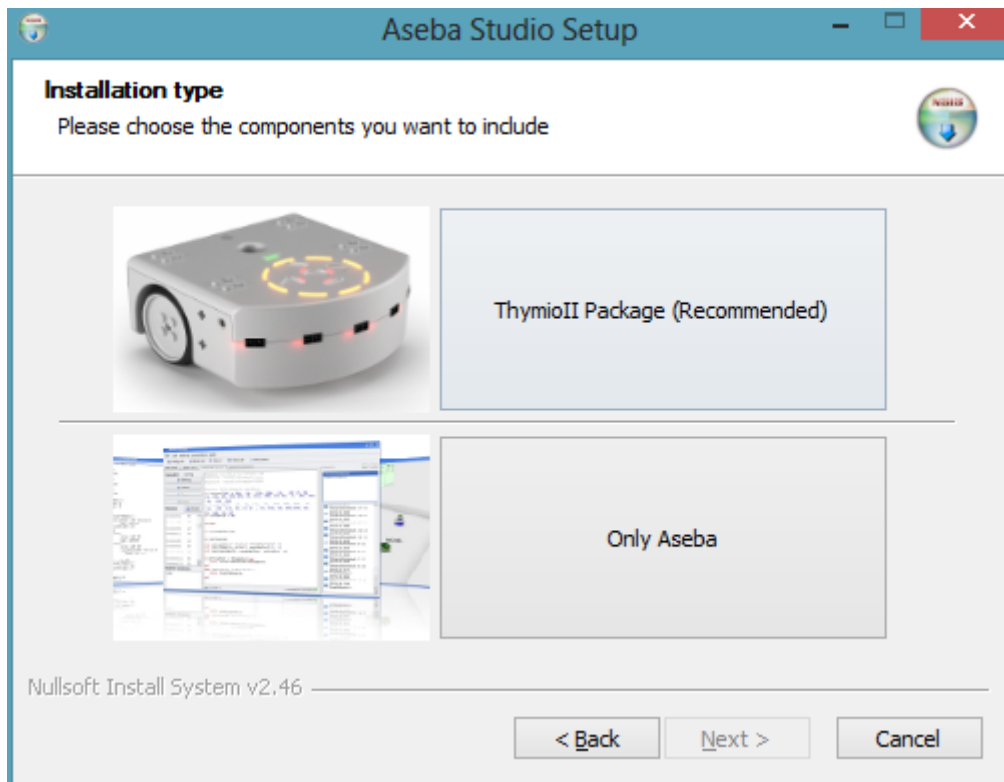 Aseba Studio Setup
Installation type
Please choose the components you want to include
ThymioII Package (Recommended)
Only Aseba
Nullsoft Install System v2.46
< Back
Next >
Cancel